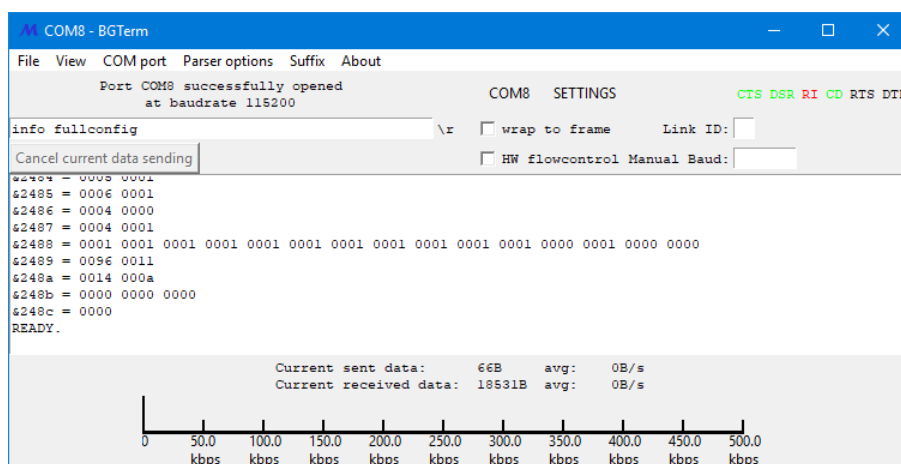 COM8 - BGTerm
File View COM port Parser options Suffix About
Port COM8 successfully opened
at baudrate 115200
COM8 SETTINGS
CTS DSR RI CD RTS DT
info fullconfig \r wrap to frame Link ID:
Cancel current data sending HW flowcontrol Manual Baud:
&2484 = 0005 0001
&2485 = 0006 0001
&2486 = 0004 0000
&2487 = 0004 0001
&2488 = 0001 0001 0001 0001 0001 0001 0001 0001 0001 0001 0001 0000 0001 0000 0000
&2489 = 0096 0011
&248a = 0014 000a
&248b = 0000 0000 0000
&248c = 0000
READY.
Current sent data: 66B avg: 0B/s
Current received data: 18531B avg: 0B/s
0 50.0 100.0 150.0 200.0 250.0 300.0 350.0 400.0 450.0 500.0
kbps kbps kbps kbps kbps kbps kbps kbps kbps kbps